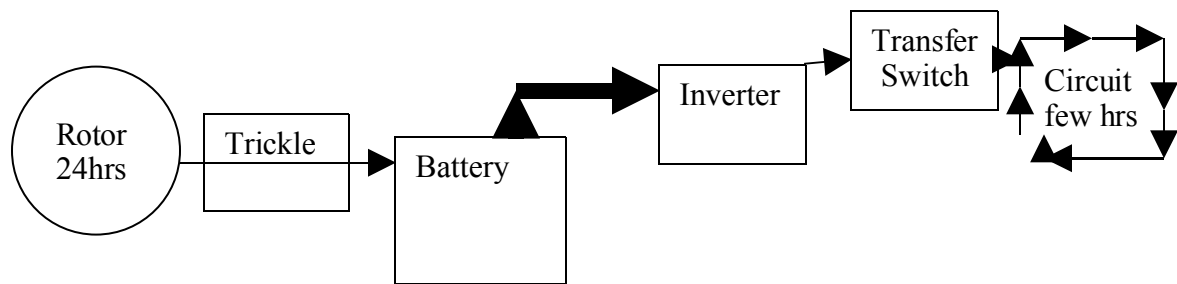 Rotor
24hrs
Trickle
Battery
Inverter
Transfer
Switch
Circuit
few hrs